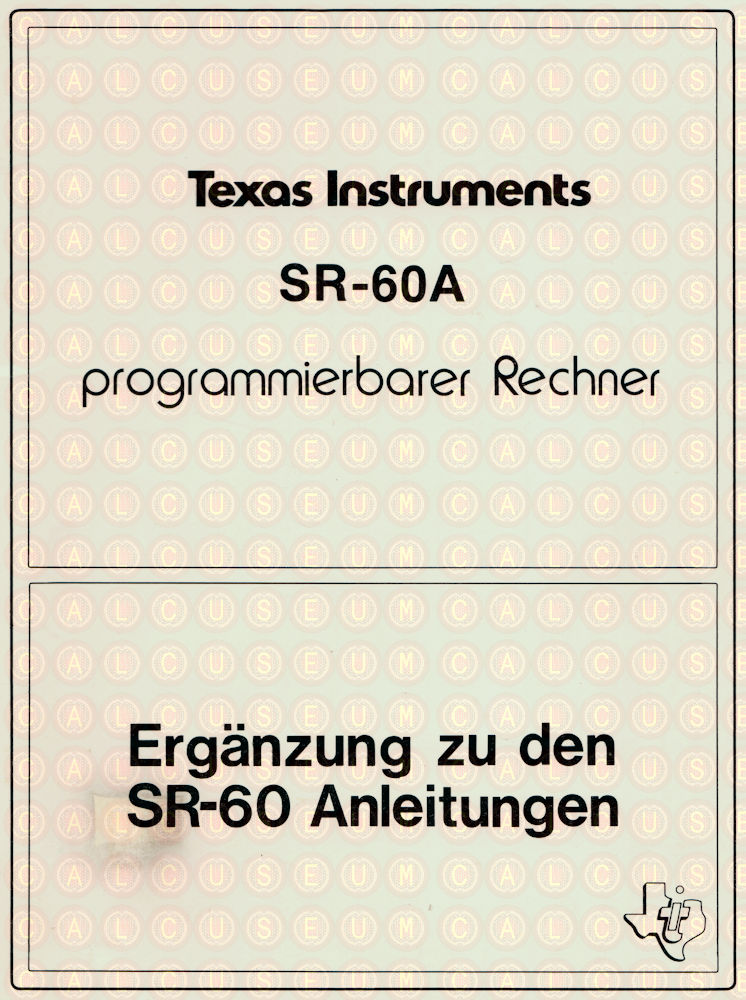 Texas Instruments
SR-60A
programmierbarer Rechner
Ergänzung zu den
SR-60 Anleitungen